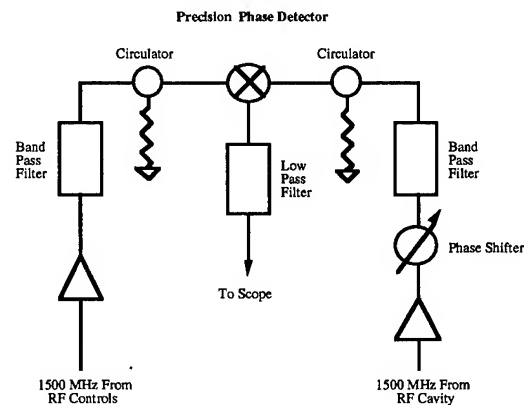 Precision Phase Detector
Circulator
Circulator
Band
Pass
Filter
Low
Pass
Filter
Band
Pass
Filter
Phase Shifter
To Scope
1500 MHz From
RF Controls
1500 MHz From
RF Cavity